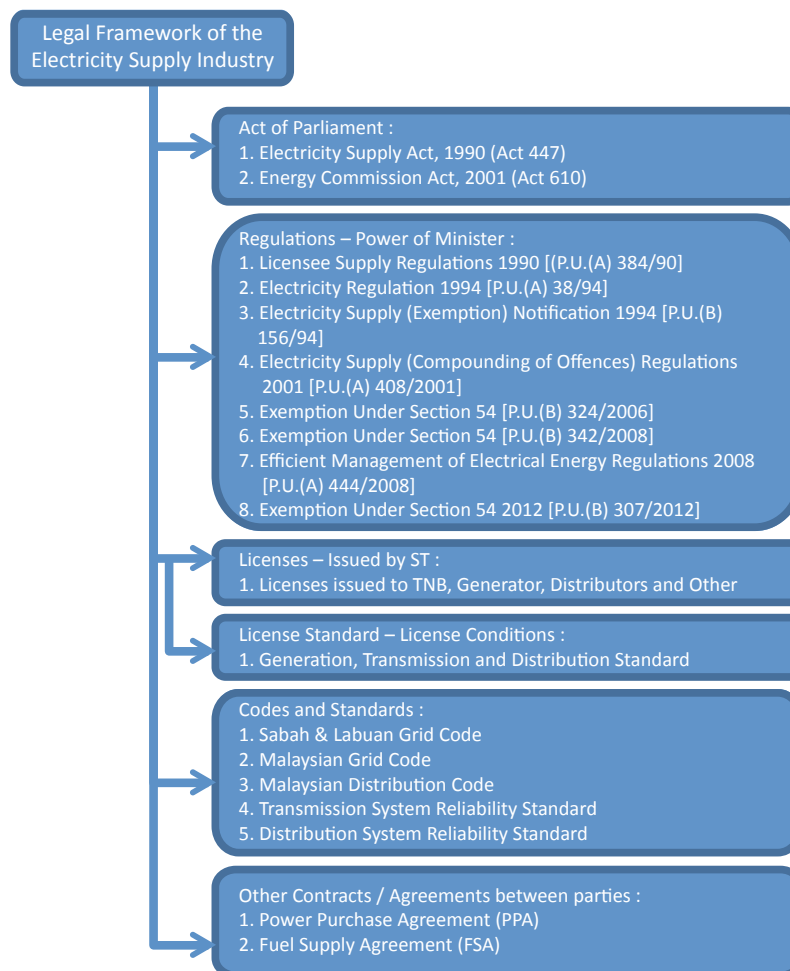 Legal Framework of the
Electricity Supply Industry
Act of Parliament :
1. Electricity Supply Act, 1990 (Act 447)
2. Energy Commission Act, 2001 (Act 610)
Regulations – Power of Minister :
1. Licensee Supply Regulations 1990 [(P.U.(A) 384/90]
2. Electricity Regulation 1994 [P.U.(A) 38/94]
3. Electricity Supply (Exemption) Notification 1994 [P.U.(B)
156/94]
4. Electricity Supply (Compounding of Offences) Regulations
2001 [P.U.(A) 408/2001]
5. Exemption Under Section 54 [P.U.(B) 324/2006]
6. Exemption Under Section 54 [P.U.(B) 342/2008]
7. Efficient Management of Electrical Energy Regulations 2008
[P.U.(A) 444/2008]
8. Exemption Under Section 54 2012 [P.U.(B) 307/2012]
Licenses – Issued by ST :
1. Licenses issued to TNB, Generator, Distributors and Other
License Standard – License Conditions :
1. Generation, Transmission and Distribution Standard
Codes and Standards :
1. Sabah & Labuan Grid Code
2. Malaysian Grid Code
3. Malaysian Distribution Code
4. Transmission System Reliability Standard
5. Distribution System Reliability Standard
Other Contracts / Agreements between parties :
1. Power Purchase Agreement (PPA)
2. Fuel Supply Agreement (FSA)